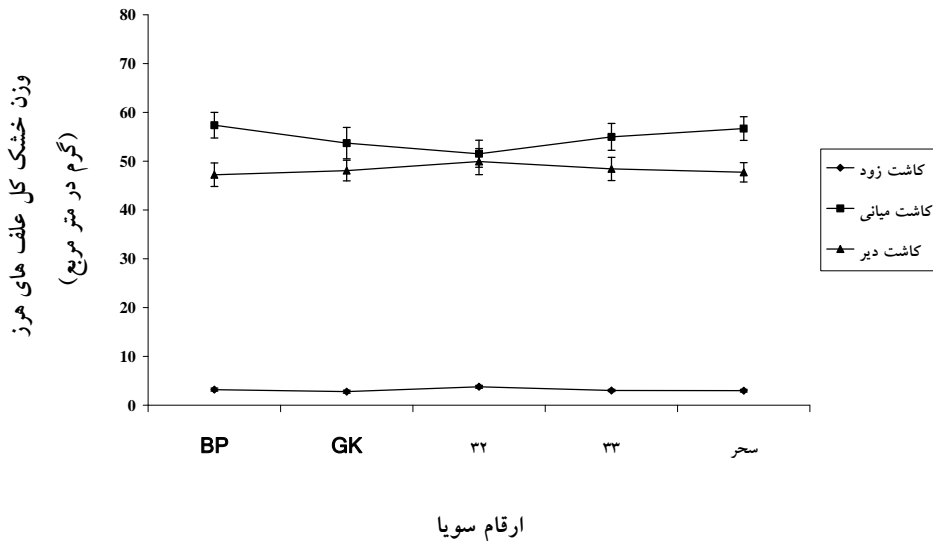 80
70
60
50
40
30
20
10
0
وزن خشک کل علف های هرز
(گرم در متر مربع)
BP GK ۳۲ ۳۳ سحر
ارقام سویا
کاشت زود
کاشت میانی
کاشت دیر